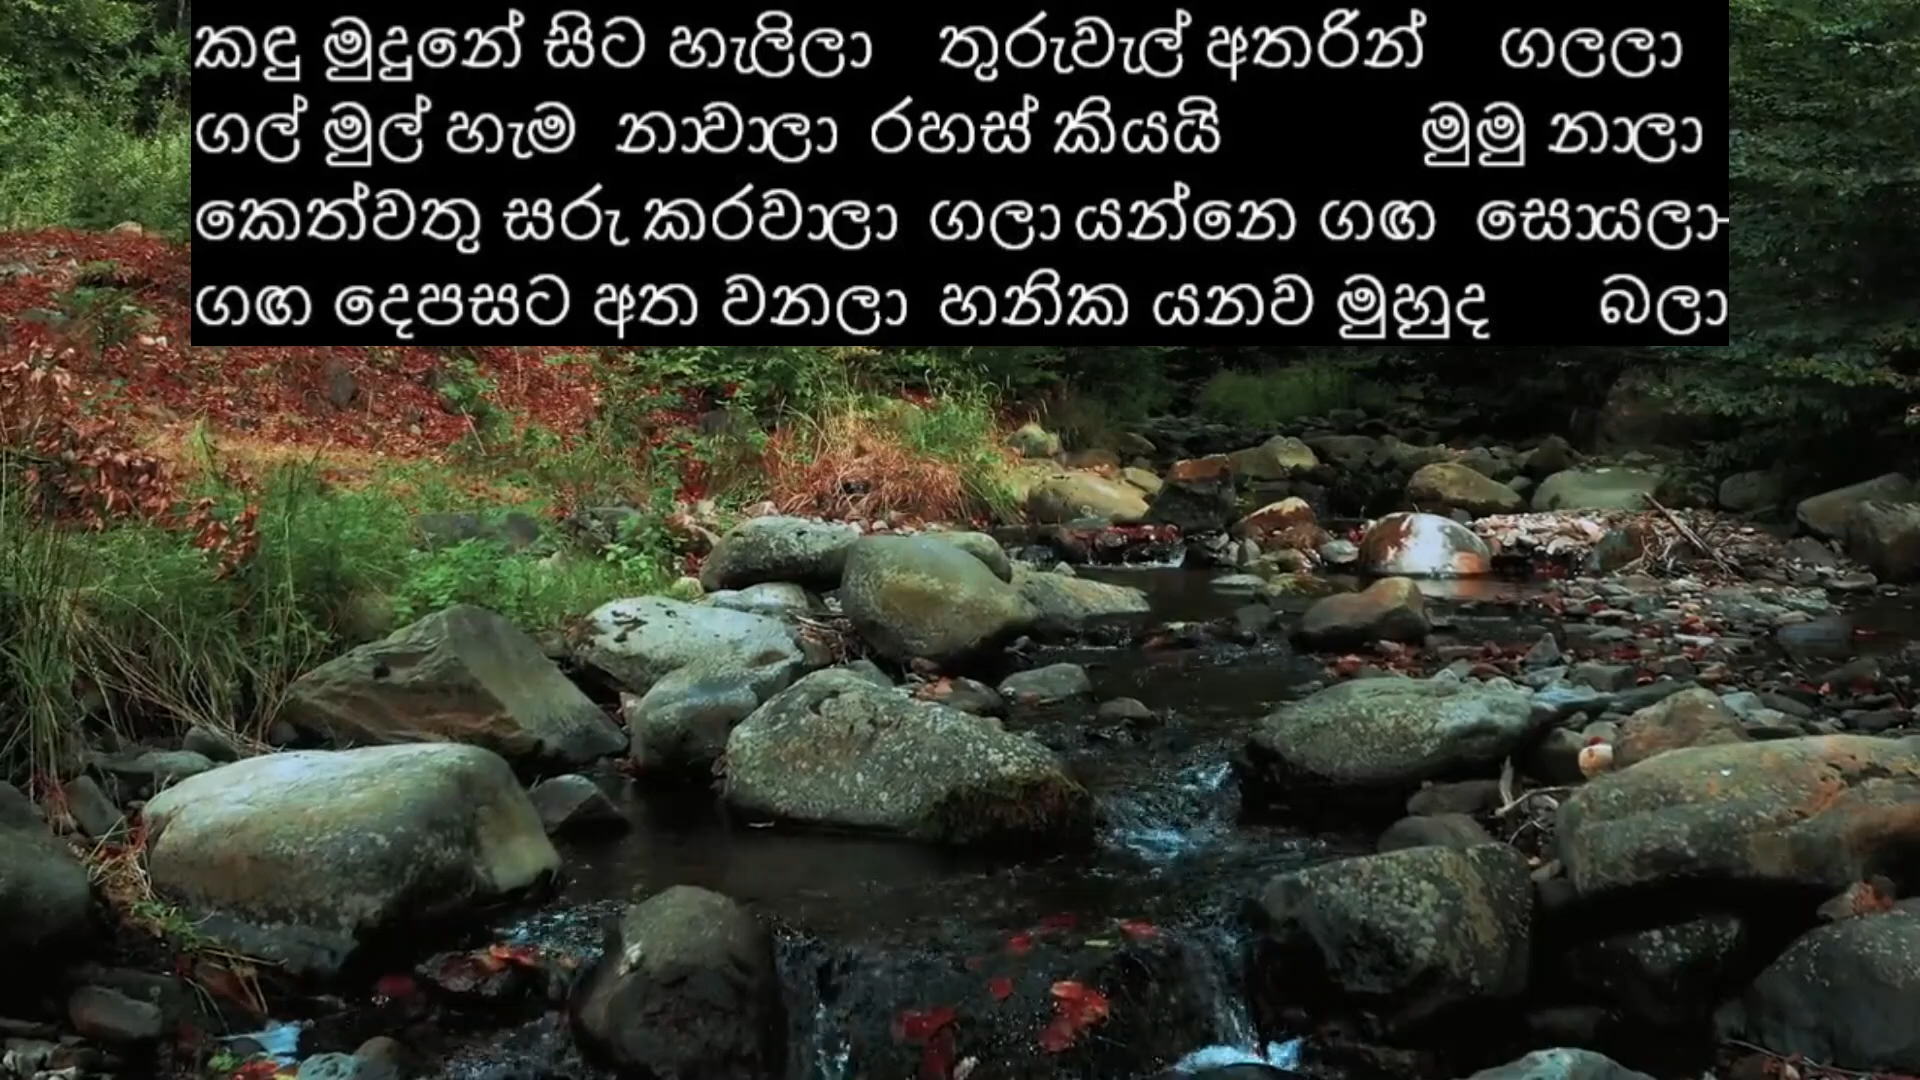 කඳු මුදුනේ සිට හැලිලා තුරුවැල් අතරින් ගලලා
ගල් මුල් හැම නාවාලා රහස් කියයි මුමු නාලා
කෙත්වතු සරු කරවාලා ගලා යන්නෙ ගඟ සොයලා
ගඟ දෙපසට අත වනලා හනික යනව මුහුද බලා